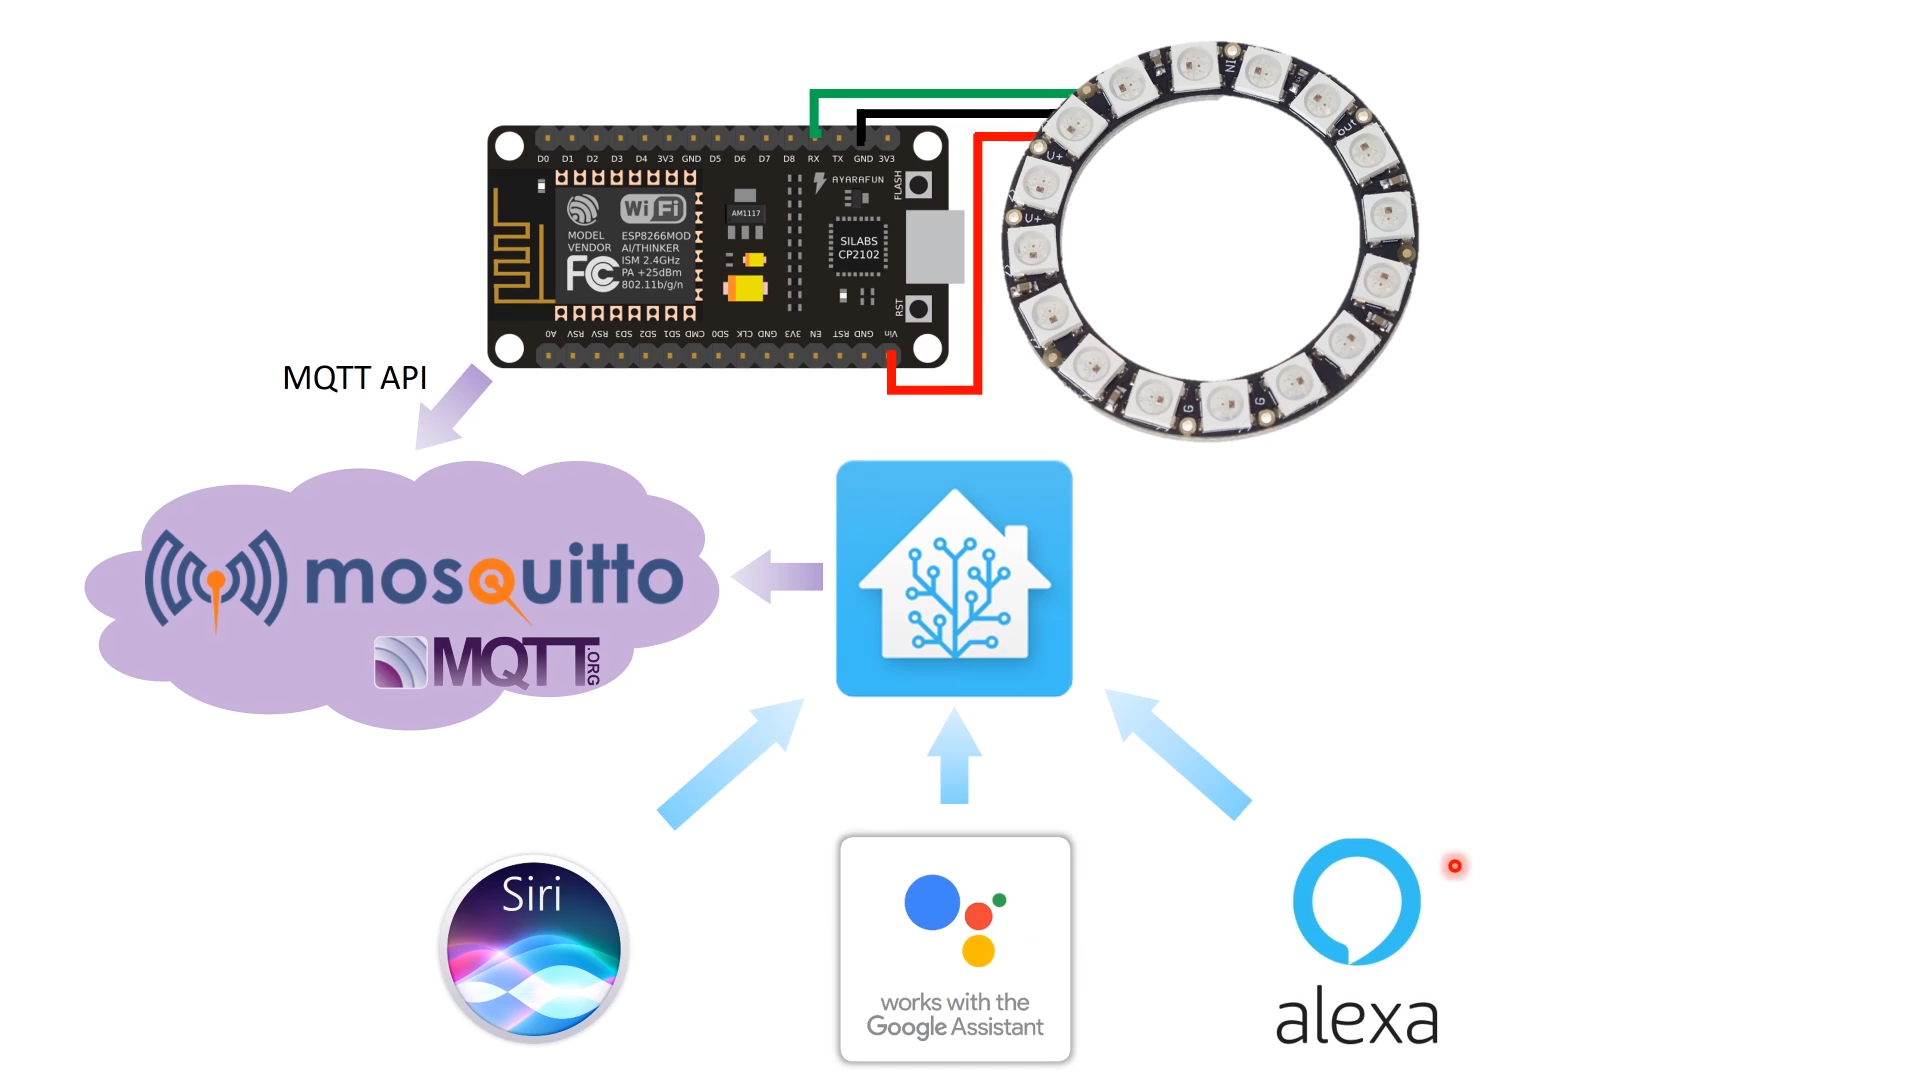 D0 D1 D2 D3 D4 3V3 GND D5 D6 D7 D8 RX TX GND 3V3
AYARAFUN
FLASH
WiFi
AM1117
MODEL ESP8266MOD
VENDOR AI/THINKER
ISM 2.4GHz
PA +25dBm
802.11b/g/n
FC
SILABS
CP2102
RST
A0 RSV RSV SD3 SD2 SD1 CMD SD0 CLK GND 3V3 EN RST GND Vin
IN
OUT
U+
U+
G
G
MQTT API
mosquitto
MQTT.ORG
Siri
works with the
Google Assistant
alexa